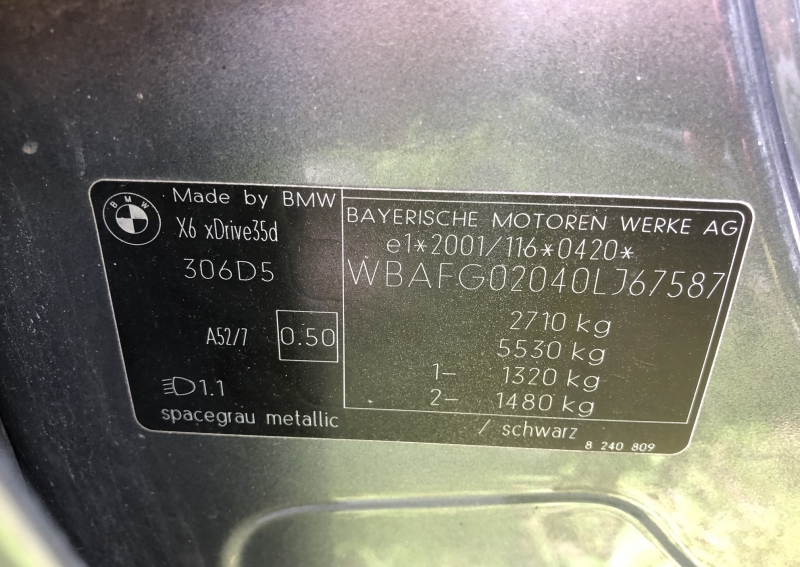 BMW
Made by BMW
X6 xDrive35d
306D5
A52/7 0.50
1.1
spacegrau metallic
BAYERISCHE MOTOREN WERKE AG
e1*2001/116*0420*
WBAFG02040LJ67587
2710 kg
5530 kg
1– 1320 kg
2– 1480 kg
/ schwarz
8 240 809